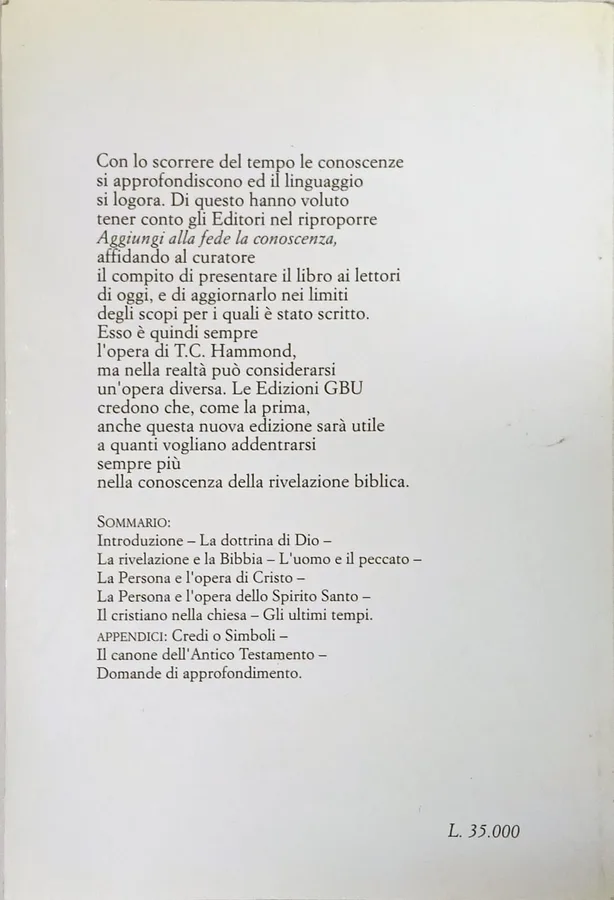 Con lo scorrere del tempo le conoscenze
si approfondiscono ed il linguaggio
si logora. Di questo hanno voluto
tener conto gli Editori nel riproporre
Aggiungi alla fede la conoscenza,
affidando al curatore
il compito di presentare il libro ai lettori
di oggi, e di aggiornarlo nei limiti
degli scopi per i quali è stato scritto.
Esso è quindi sempre
l'opera di T.C. Hammond,
ma nella realtà può considerarsi
un'opera diversa. Le Edizioni GBU
credono che, come la prima,
anche questa nuova edizione sarà utile
a quanti vogliano addentrarsi
sempre più
nella conoscenza della rivelazione biblica.
SOMMARIO:
Introduzione – La dottrina di Dio –
La rivelazione e la Bibbia – L'uomo e il peccato –
La Persona e l'opera di Cristo –
La Persona e l'opera dello Spirito Santo –
Il cristiano nella chiesa – Gli ultimi tempi.
APPENDICI: Credi o Simboli –
Il canone dell'Antico Testamento –
Domande di approfondimento.
L. 35.000